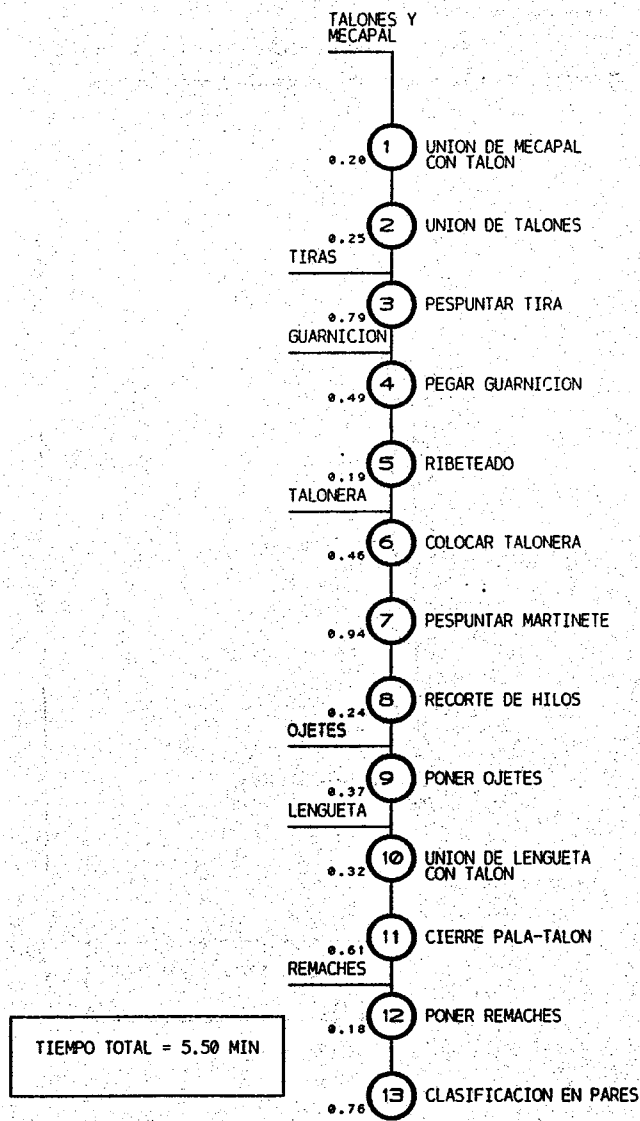 TALONES Y
MECAPAL
1
UNION DE MECAPAL
0.20
CON TALON
2
UNION DE TALONES
0.25
TIRAS
3
PESPUNTAR TIRA
0.79
GUARNICION
4
PEGAR GUARNICION
0.49
5
RIBETEADO
0.19
TALONERA
6
COLOCAR TALONERA
0.46
7
PESPUNTAR MARTINETE
0.94
8
RECORTE DE HILOS
0.24
OJETES
9
PONER OJETES
0.37
LENGUETA
10
UNION DE LENGUETA
0.32
CON TALON
11
CIERRE PALA-TALON
0.61
REMACHES
12
PONER REMACHES
0.18
TIEMPO TOTAL = 5.50 MIN
13
CLASIFICACION EN PARES
0.76